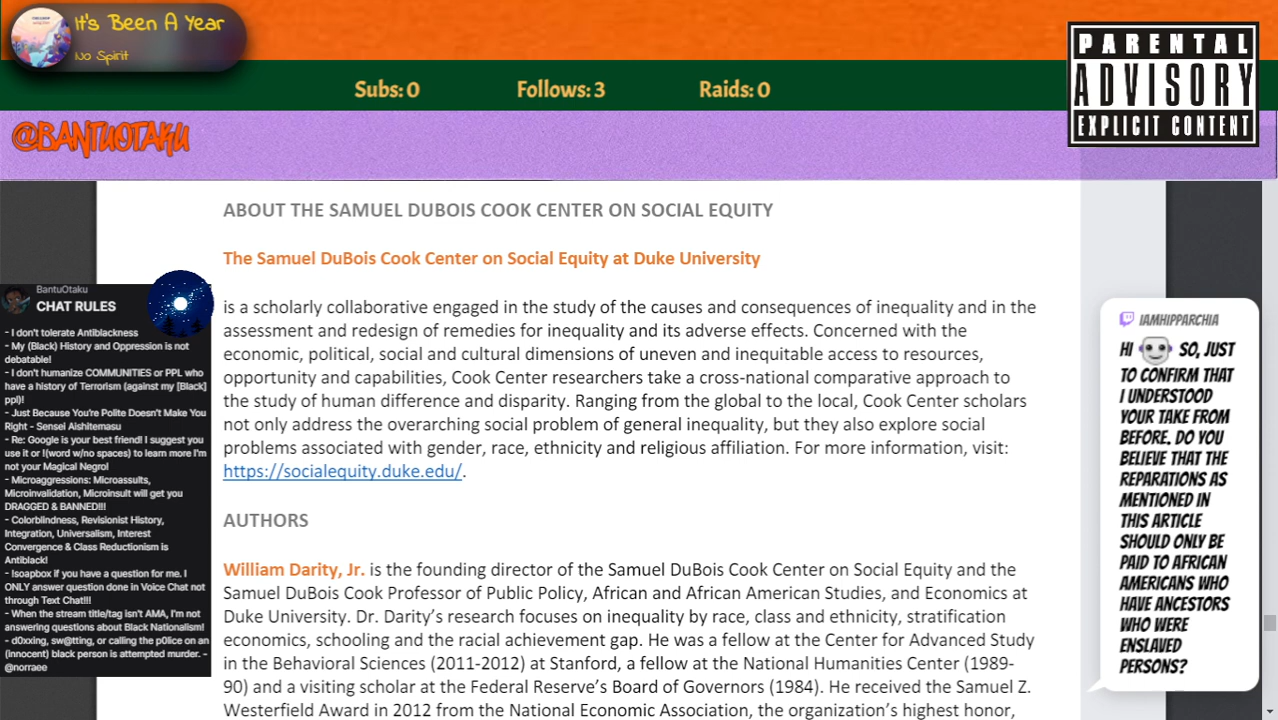 It's Been A Year
No Spirit
Subs: 0
Follows: 3
Raids: 0
PARENTAL
ADVISORY
EXPLICIT CONTENT
@BANTUOTAKU
ABOUT THE SAMUEL DUBOIS COOK CENTER ON SOCIAL EQUITY
The Samuel DuBois Cook Center on Social Equity at Duke University
is a scholarly collaborative engaged in the study of the causes and consequences of inequality and in the
assessment and redesign of remedies for inequality and its adverse effects. Concerned with the
economic, political, social and cultural dimensions of uneven and inequitable access to resources,
opportunity and capabilities, Cook Center researchers take a cross-national comparative approach to
the study of human difference and disparity. Ranging from the global to the local, Cook Center scholars
not only address the overarching social problem of general inequality, but they also explore social
problems associated with gender, race, ethnicity and religious affiliation. For more information, visit:
https://socialequity.duke.edu/.
AUTHORS
William Darity, Jr. is the founding director of the Samuel DuBois Cook Center on Social Equity and the
Samuel DuBois Cook Professor of Public Policy, African and African American Studies, and Economics at
Duke University. Dr. Darity's research focuses on inequality by race, class and ethnicity, stratification
economics, schooling and the racial achievement gap. He was a fellow at the Center for Advanced Study
in the Behavioral Sciences (2011-2012) at Stanford, a fellow at the National Humanities Center (1989-
90) and a visiting scholar at the Federal Reserve's Board of Governors (1984). He received the Samuel Z.
Westerfield Award in 2012 from the National Economic Association, the organization's highest honor,
BantuOtaku
CHAT RULES
- I don't tolerate Antiblackness
- My (Black) History and Oppression is not
debatable!
- I don't humanize COMMUNITIES or PPL who
have a history of Terrorism (against my [Black]
ppl)!
- Just Because You're Polite Doesn't Make You
Right - Sensei Aishitemasu
- Re: Google is your best friend! I suggest you
use it or !(word w/no spaces) to learn more I'm
not your Magical Negro!
- Microaggressions: Microassults,
Microinvalidation, Microinsult will get you
DRAGGED & BANNED!!!
- Colorblindness, Revisionist History,
Integration, Universalism, Interest
Convergence & Class Reductionism is
Antiblack!
- !soapbox if you have a question for me. I
ONLY answer question done in Voice Chat not
through Text Chat!!!
- When the stream title/tag isn't AMA, I'm not
answering questions about Black Nationalism!
- d0xxing, sw@tting, or calling the p0lice on an
(innocent) black person is attempted murder. -
@norraee
IAMHIPPARCHIA
HI SO, JUST
TO CONFIRM THAT
I UNDERSTOOD
YOUR TAKE FROM
BEFORE. DO YOU
BELIEVE THAT THE
REPARATIONS AS
MENTIONED IN
THIS ARTICLE
SHOULD ONLY BE
PAID TO AFRICAN
AMERICANS WHO
HAVE ANCESTORS
WHO WERE
ENSLAVED
PERSONS?